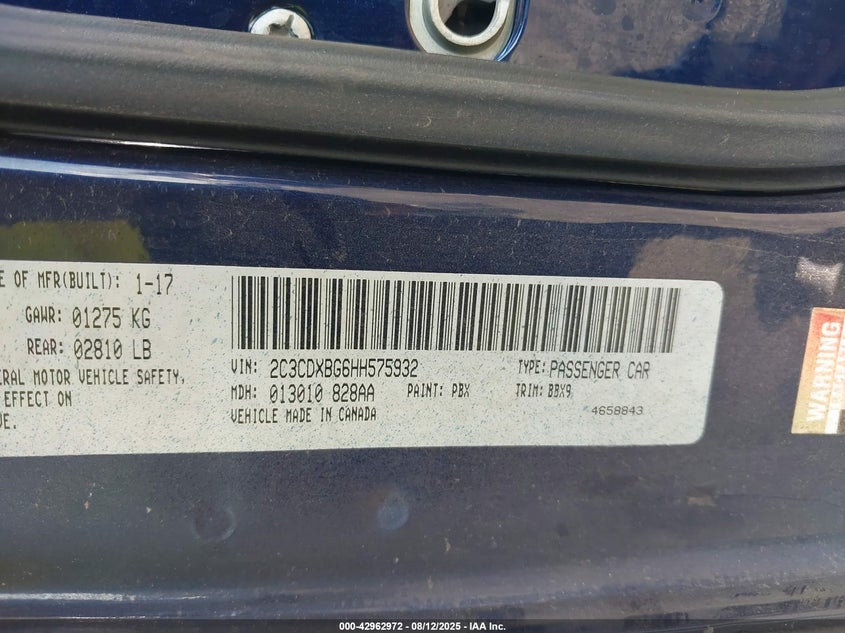 E OF MFR(BUILT): 1-17
GAWR: 01275 KG
REAR: 02810 LB
ERAL MOTOR VEHICLE SAFETY,
EFFECT ON
VE.
VIN: 2C3CDXBG6HH575932 TYPE: PASSENGER CAR
MDH: 013010 828AA PAINT: PBX TRIM: BBX9
VEHICLE MADE IN CANADA 4658843
WARNING
000-42962972 - 08/12/2025 - IAA Inc.